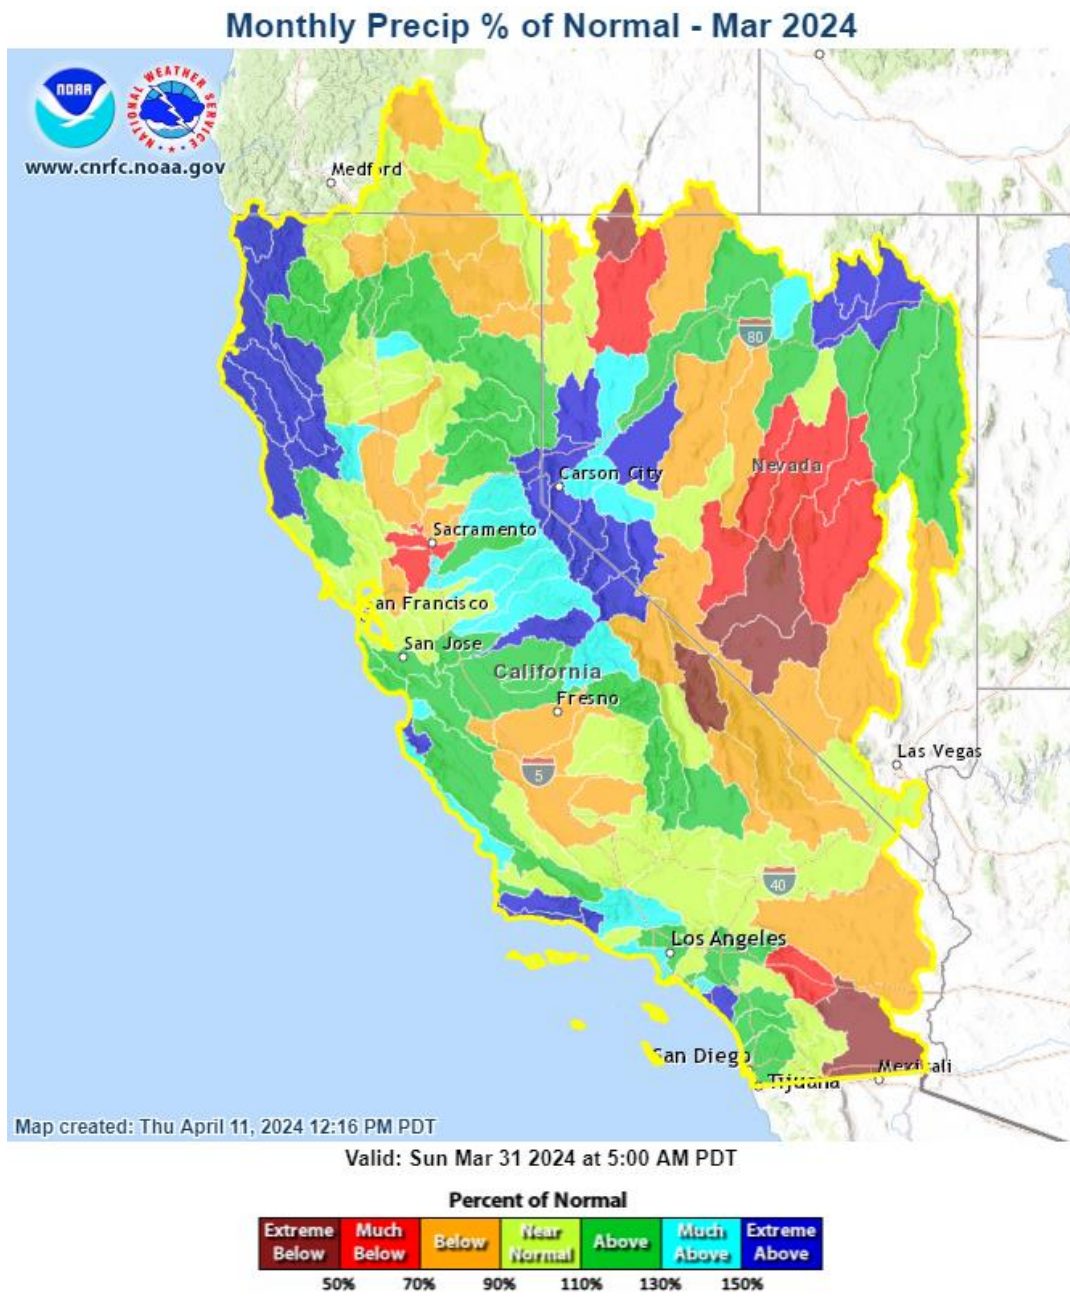 Monthly Precip % of Normal - Mar 2024
NOAA
NATIONAL WEATHER SERVICE
www.cnrfc.noaa.gov
Medford
80
Nevada
Carson City
Sacramento
an Francisco
San Jose
California
Fresno
Las Vegas
5
40
Los Angeles
San Diego
Tijuana
Mexicali
Map created: Thu April 11, 2024 12:16 PM PDT
Valid: Sun Mar 31 2024 at 5:00 AM PDT
Percent of Normal
Extreme Below
Much Below
Below
Near Normal
Above
Much Above
Extreme Above
50% 70% 90% 110% 130% 150%